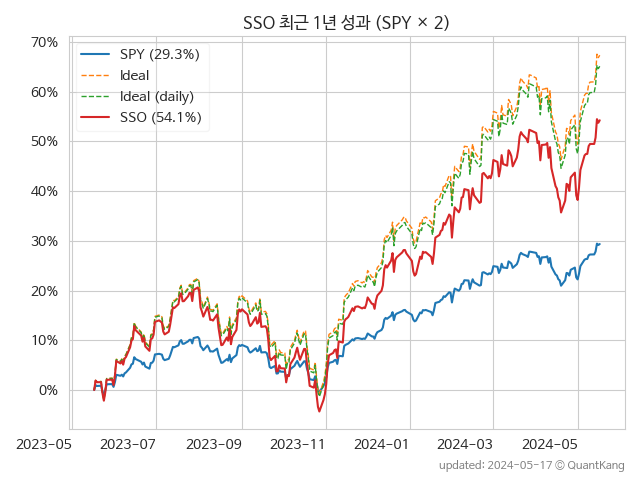 SSO 최근 1년 성과 (SPY × 2)
70%
60%
50%
40%
30%
20%
10%
0%
SPY (29.3%)
Ideal
Ideal (daily)
SSO (54.1%)
2023-05 2023-07 2023-09 2023-11 2024-01 2024-03 2024-05
updated: 2024-05-17 © QuantKang